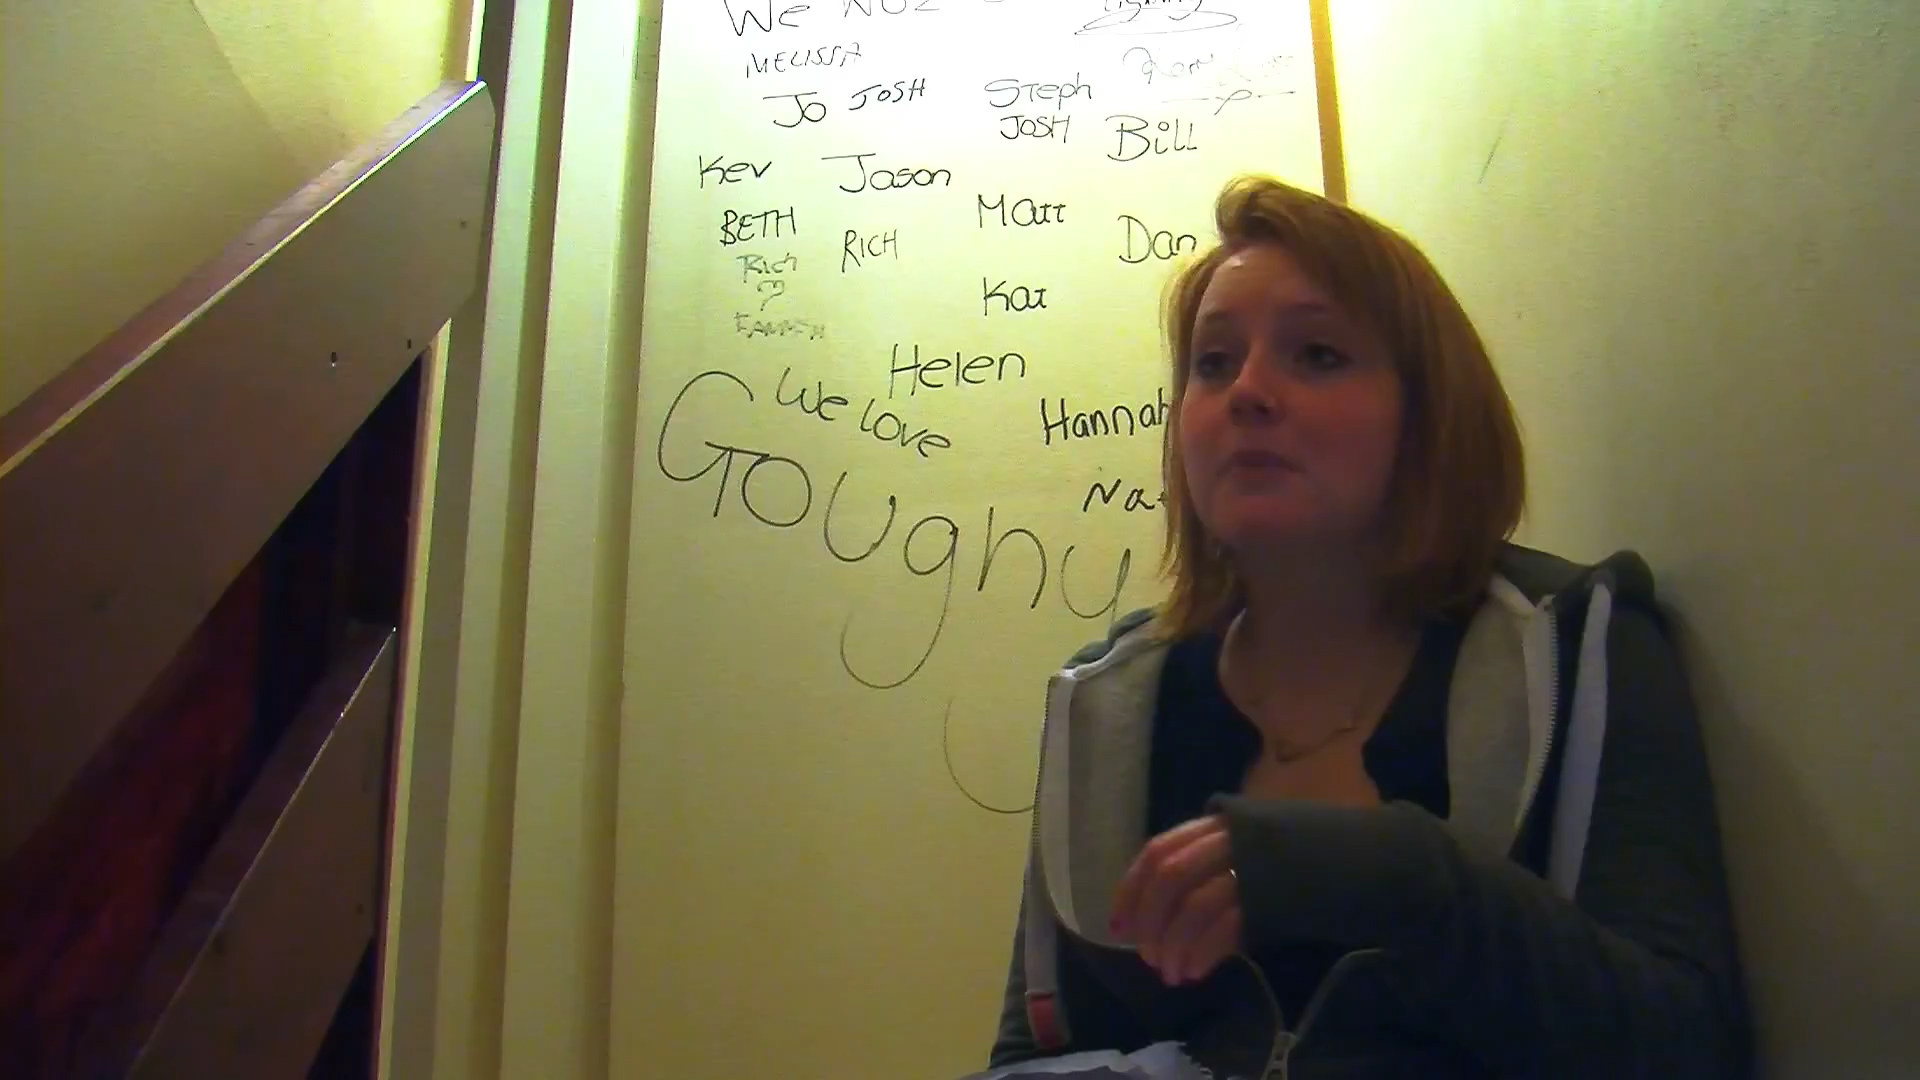 We
MELISSA
Jo JOSH
Steph
JOSH
Bill
Kev
Jason
Matt
BETH
RICH
Dan
Rich
Kat
Helen
We love
Hannah
Goughy